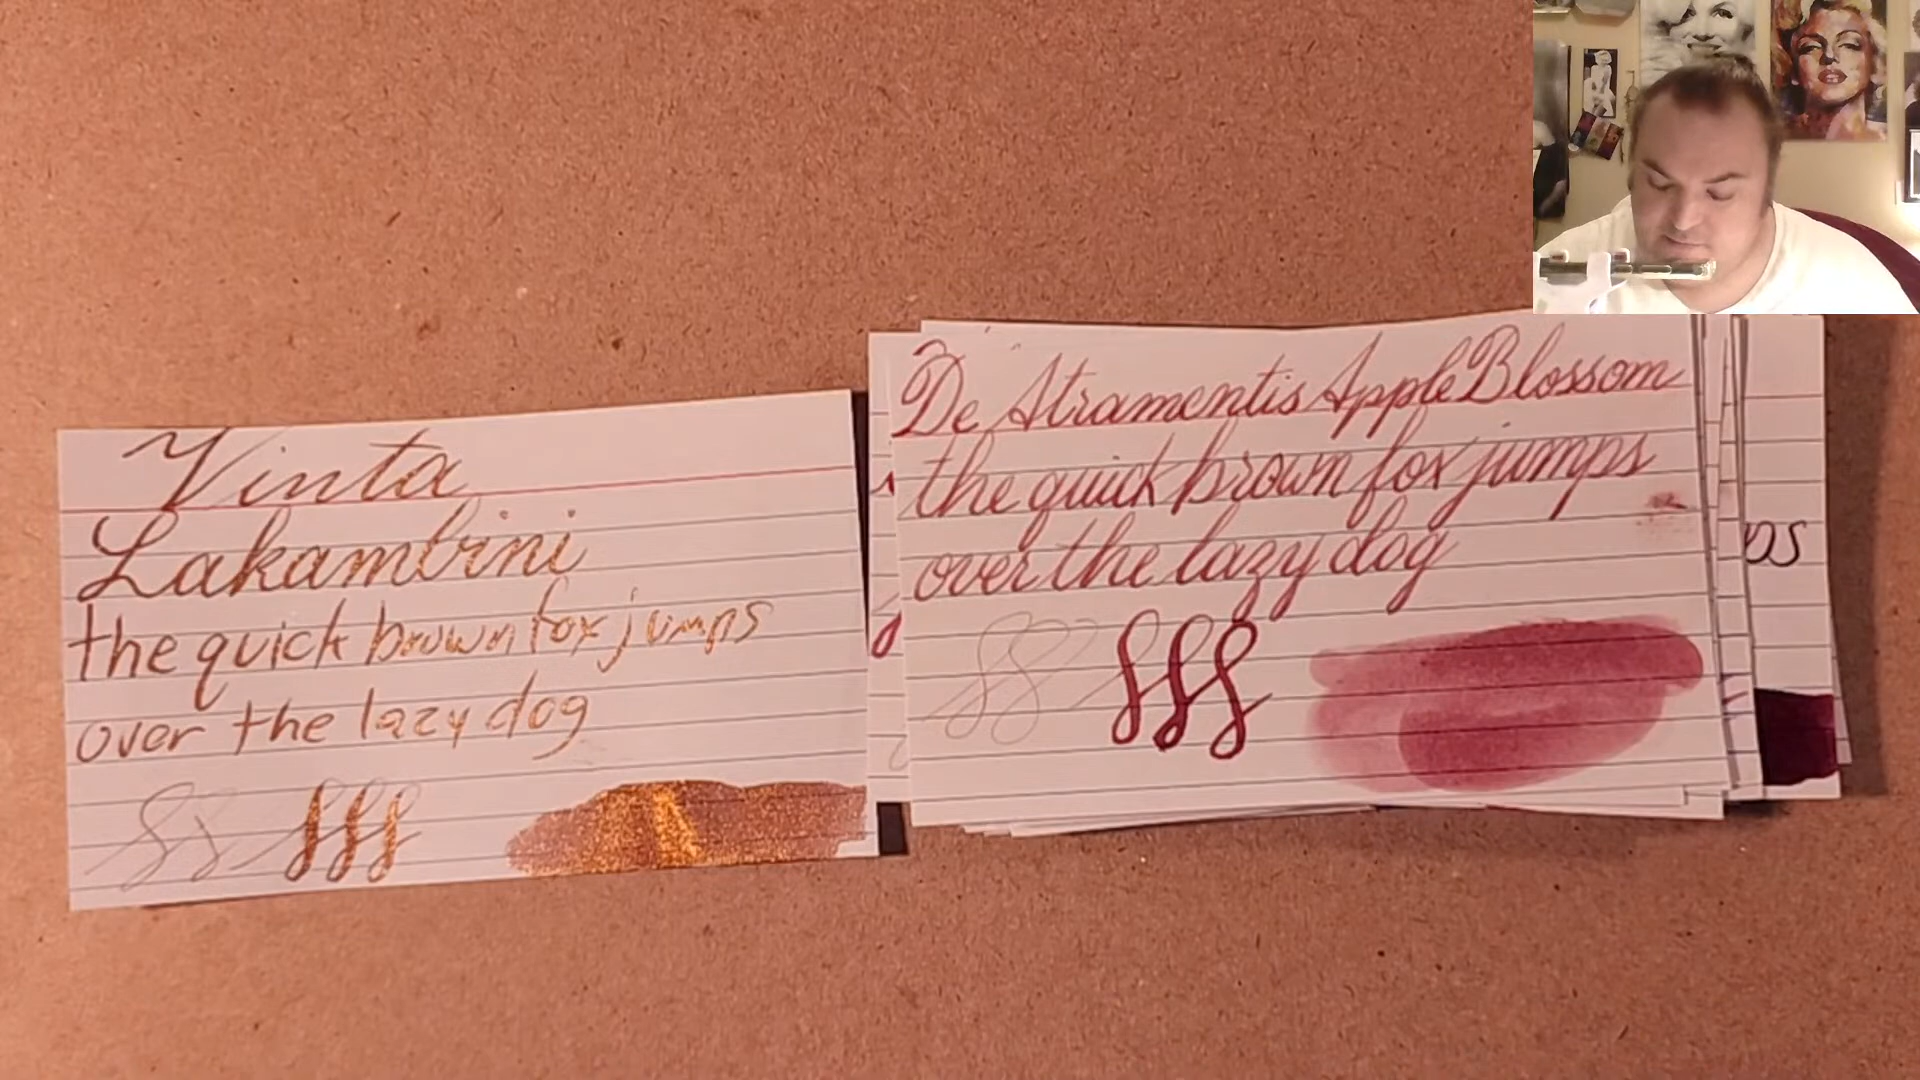 Vinta
Lakambini
the quick brown fox jumps
over the lazy dog
De Atramentis Apple Blossom
the quick brown fox jumps
over the lazy dog